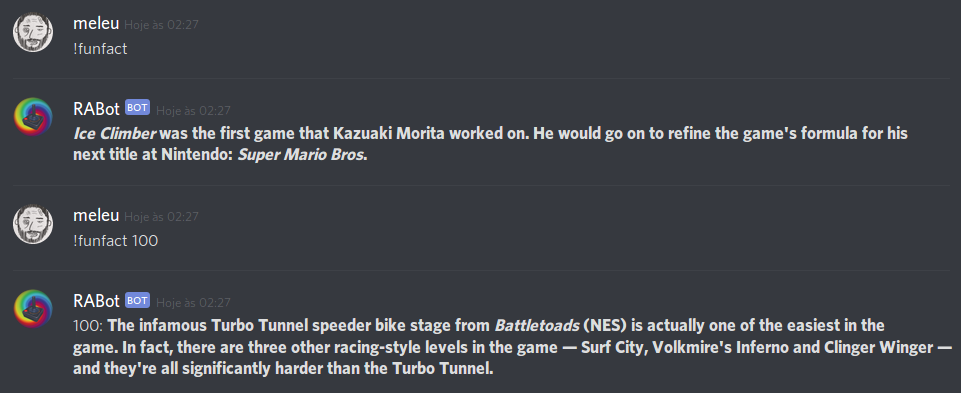 meleu Hoje às 02:27
!funfact
RABot BOT Hoje às 02:27
Ice Climber was the first game that Kazuaki Morita worked on. He would go on to refine the game's formula for his
next title at Nintendo: Super Mario Bros.
meleu Hoje às 02:27
!funfact 100
RABot BOT Hoje às 02:27
100: The infamous Turbo Tunnel speeder bike stage from Battletoads (NES) is actually one of the easiest in the
game. In fact, there are three other racing-style levels in the game — Surf City, Volkmire's Inferno and Clinger Winger —
and they're all significantly harder than the Turbo Tunnel.